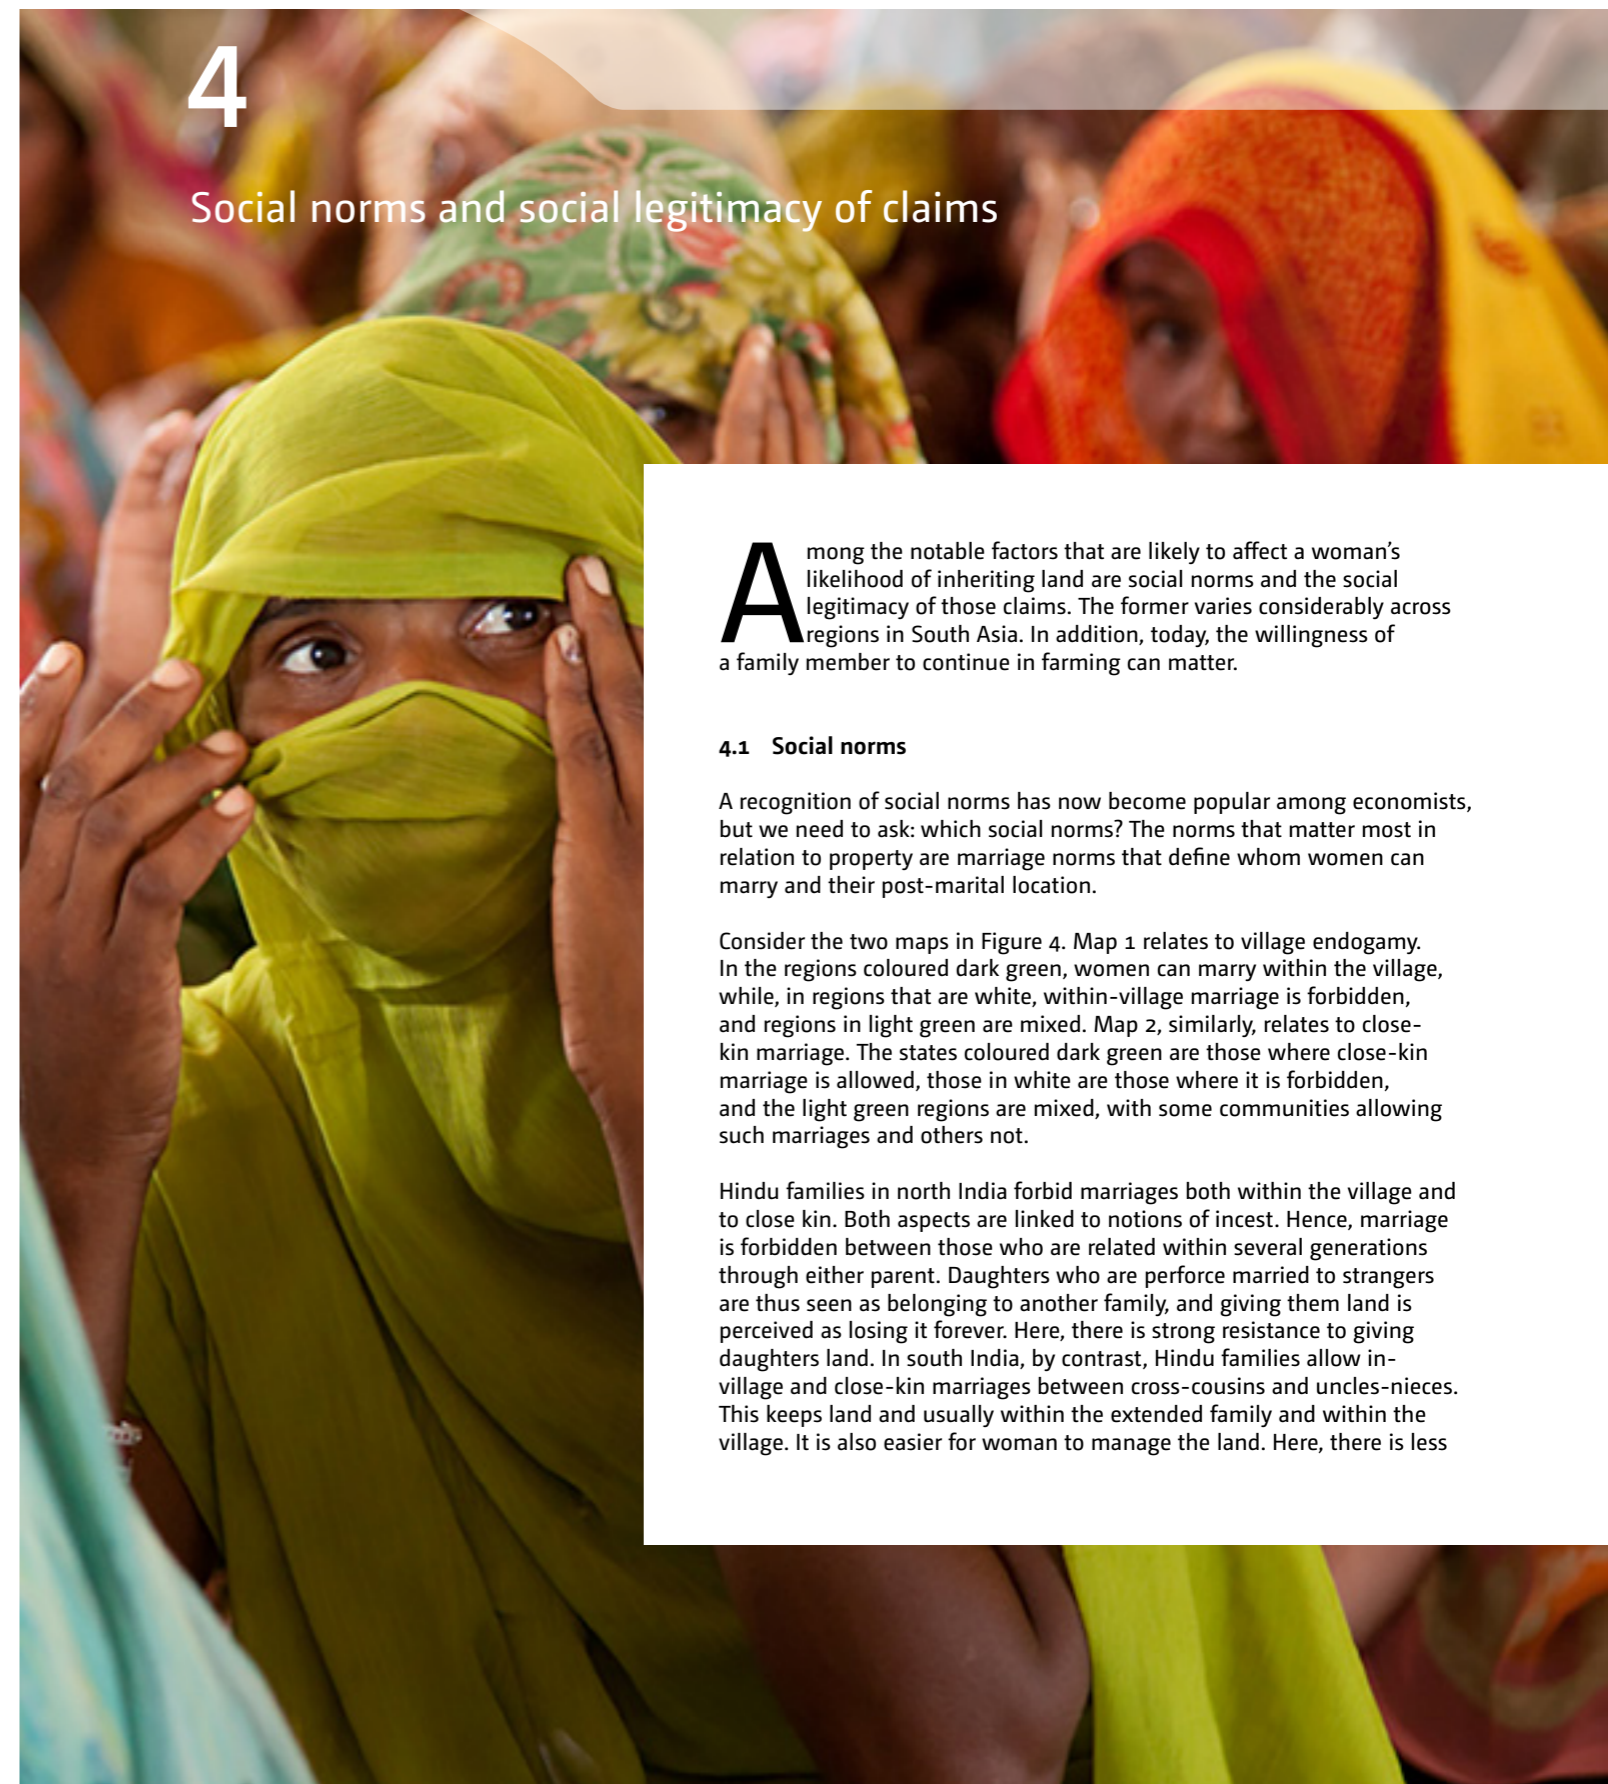 4
Social norms and social legitimacy of claims
Among the notable factors that are likely to affect a woman’s
likelihood of inheriting land are social norms and the social
legitimacy of those claims. The former varies considerably across
regions in South Asia. In addition, today, the willingness of
a family member to continue in farming can matter.
4.1 Social norms
A recognition of social norms has now become popular among economists,
but we need to ask: which social norms? The norms that matter most in
relation to property are marriage norms that define whom women can
marry and their post-marital location.
Consider the two maps in Figure 4. Map 1 relates to village endogamy.
In the regions coloured dark green, women can marry within the village,
while, in regions that are white, within-village marriage is forbidden,
and regions in light green are mixed. Map 2, similarly, relates to close-
kin marriage. The states coloured dark green are those where close-kin
marriage is allowed, those in white are those where it is forbidden,
and the light green regions are mixed, with some communities allowing
such marriages and others not.
Hindu families in north India forbid marriages both within the village and
to close kin. Both aspects are linked to notions of incest. Hence, marriage
is forbidden between those who are related within several generations
through either parent. Daughters who are perforce married to strangers
are thus seen as belonging to another family, and giving them land is
perceived as losing it forever. Here, there is strong resistance to giving
daughters land. In south India, by contrast, Hindu families allow in-
village and close-kin marriages between cross-cousins and uncles-nieces.
This keeps land and usually within the extended family and within the
village. It is also easier for woman to manage the land. Here, there is less